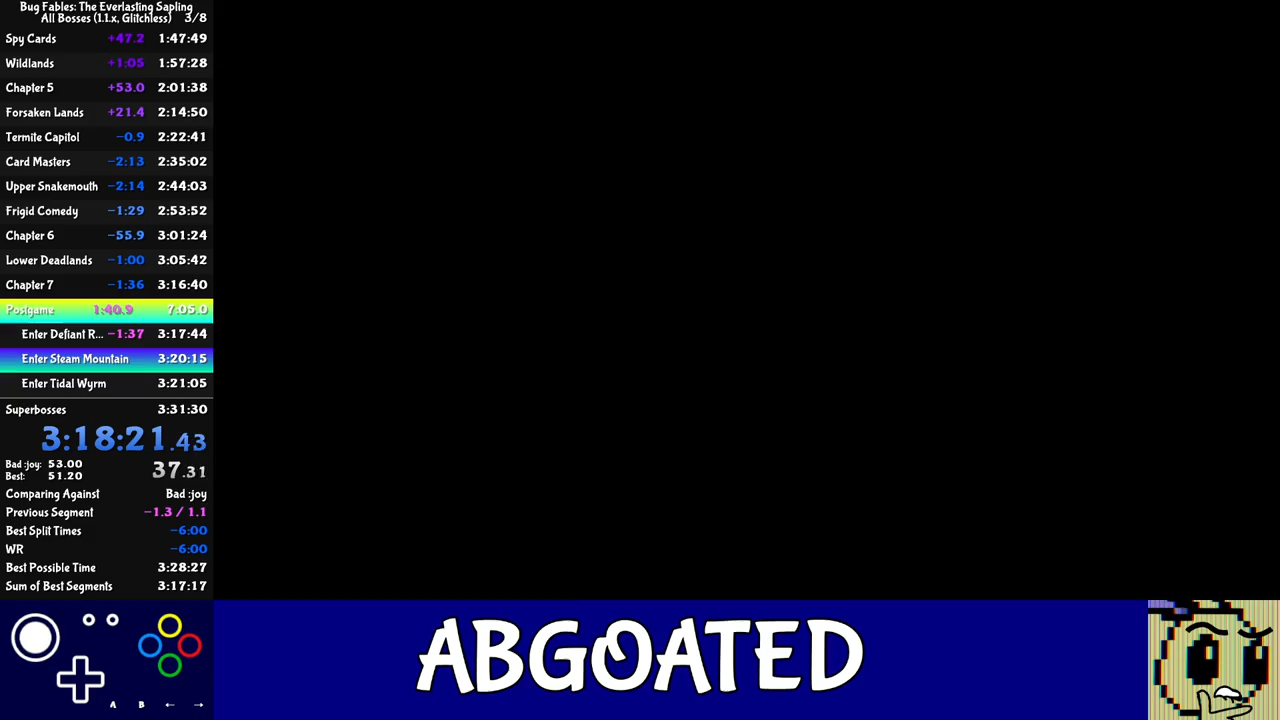 Bug Fables: The Everlasting Sapling
All Bosses (1.1.x, Glitchless) 3/8
Spy Cards +47.2 1:47:49
Wildlands +1:05 1:57:28
Chapter 5 +53.0 2:01:38
Forsaken Lands +21.4 2:14:50
Termite Capitol −0.9 2:22:41
Card Masters −2:13 2:35:02
Upper Snakemouth −2:14 2:44:03
Frigid Comedy −1:29 2:53:52
Chapter 6 −55.9 3:01:24
Lower Deadlands −1:00 3:05:42
Chapter 7 −1:36 3:16:40
Postgame 1:40.9 7:05.0
Enter Defiant R... −1:37 3:17:44
Enter Steam Mountain 3:20:15
Enter Tidal Wyrm 3:21:05
Superbosses 3:31:30
3:18:21.43
Bad :joy: 53.00
Best: 51.20
37.31
Comparing Against Bad :joy
Previous Segment −1.3 / 1.1
Best Split Times −6:00
WR −6:00
Best Possible Time 3:28:27
Sum of Best Segments 3:17:17
A B ← →
ABGOATED